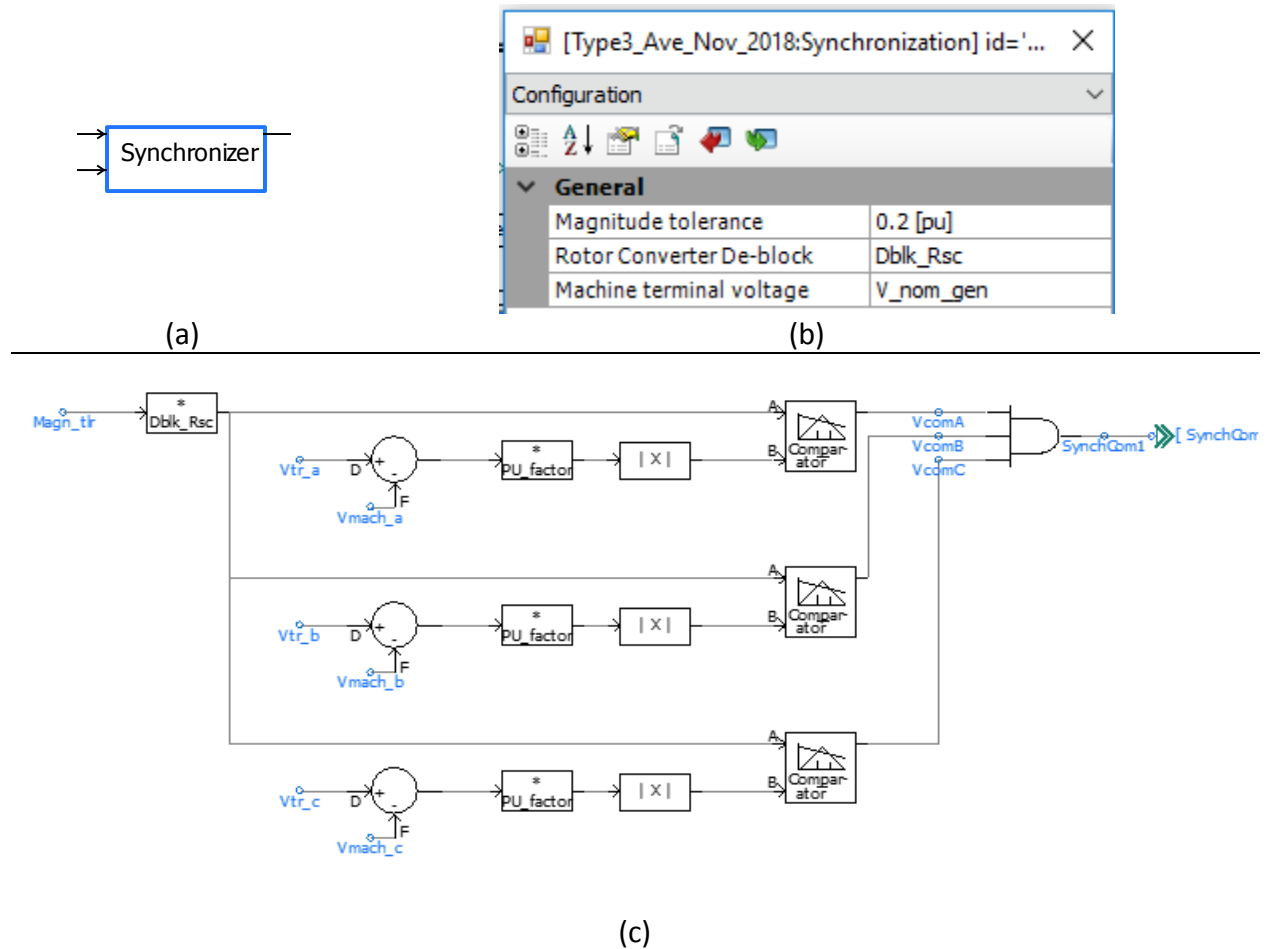 Synchronizer
(a)
[Type3_Ave_Nov_2018:Synchronization] id='...
Configuration
General
Magnitude tolerance 0.2 [pu]
Rotor Converter De-block Dblk_Rsc
Machine terminal voltage V_nom_gen
(b)
Magn_tlr
*
Dblk_Rsc
Vtr_a
D
+
-
F
Vmach_a
*
PU_factor
|X|
A
B
Compar-
ator
VcomA
VcomB
VcomC
SynchCom1
[ SynchCom
Vtr_b
D
+
-
F
Vmach_b
*
PU_factor
|X|
A
B
Compar-
ator
Vtr_c
D
+
-
F
Vmach_c
*
PU_factor
|X|
A
B
Compar-
ator
(c)